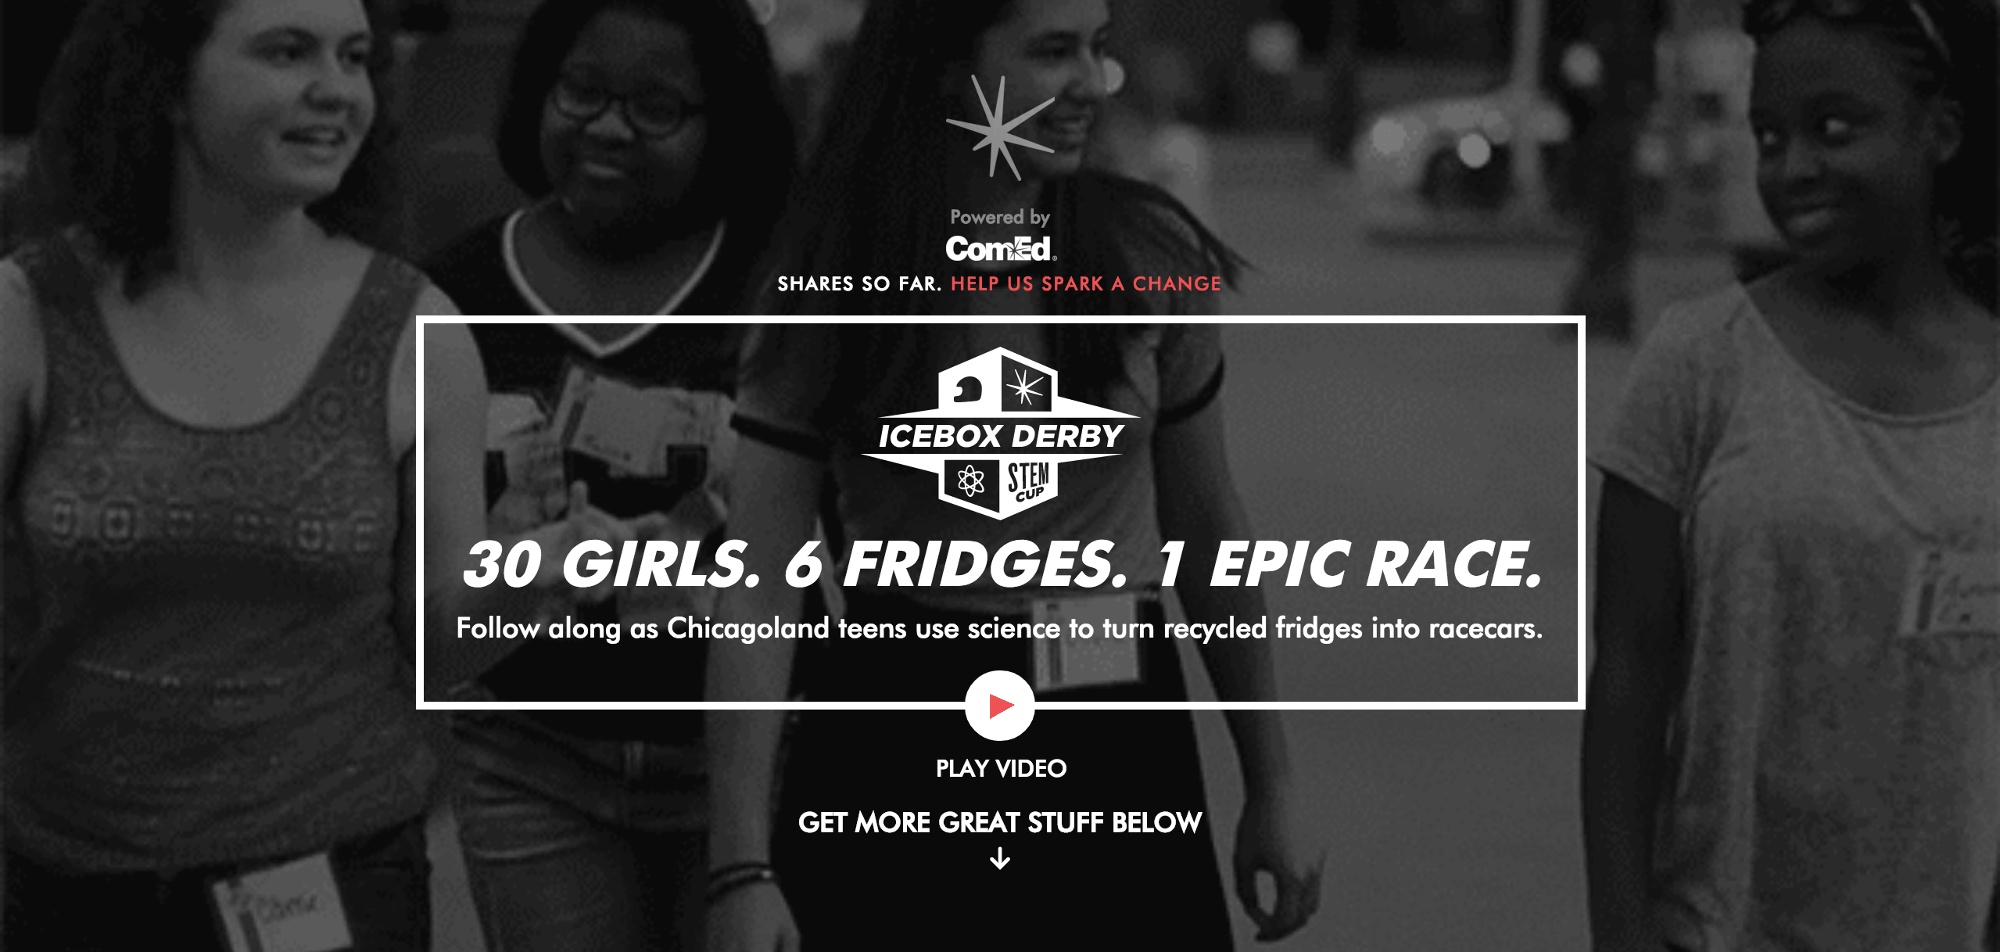 Powered by
ComEd®
SHARES SO FAR. HELP US SPARK A CHANGE
ICEBOX DERBY
STEM
CUP
30 GIRLS. 6 FRIDGES. 1 EPIC RACE.
Follow along as Chicagoland teens use science to turn recycled fridges into racecars.
PLAY VIDEO
GET MORE GREAT STUFF BELOW